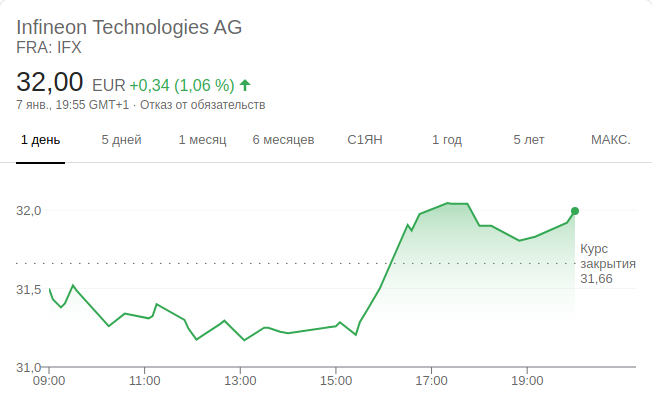 Infineon Technologies AG
FRA: IFX
32,00 EUR +0,34 (1,06 %)
7 янв., 19:55 GMT+1 · Отказ от обязательств
1 день 5 дней 1 месяц 6 месяцев С1ЯН 1 год 5 лет МАКС.
32,0
Курс
закрытия
31,66
31,5
31,0
09:00 11:00 13:00 15:00 17:00 19:00